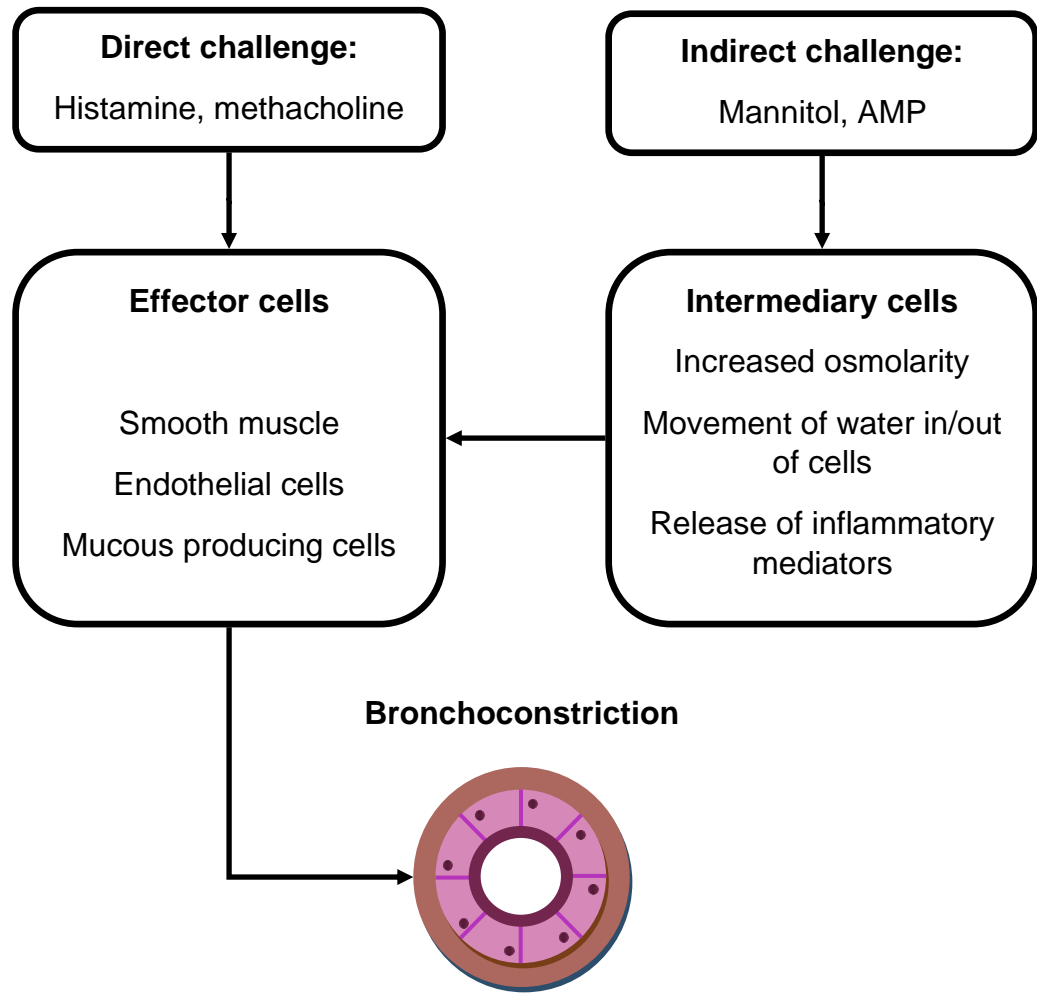 Direct challenge:
Histamine, methacholine
Indirect challenge:
Mannitol, AMP
Effector cells
Smooth muscle
Endothelial cells
Mucous producing cells
Intermediary cells
Increased osmolarity
Movement of water in/out
of cells
Release of inflammatory
mediators
Bronchoconstriction